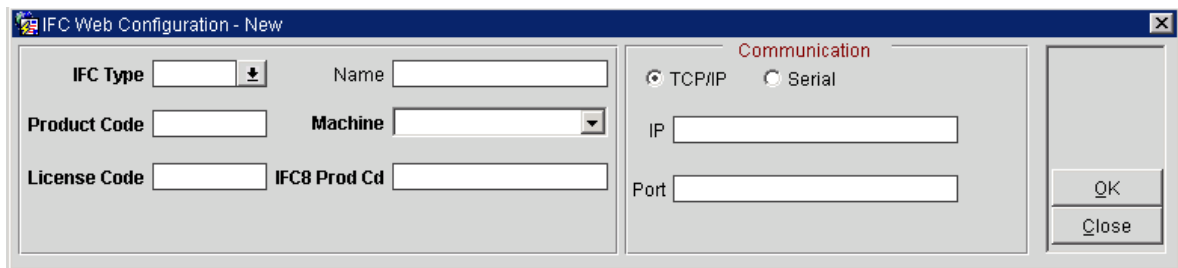 IFC Web Configuration - New
Communication
IFC Type Name TCP/IP Serial
Product Code Machine IP
License Code IFC8 Prod Cd Port OK
Close